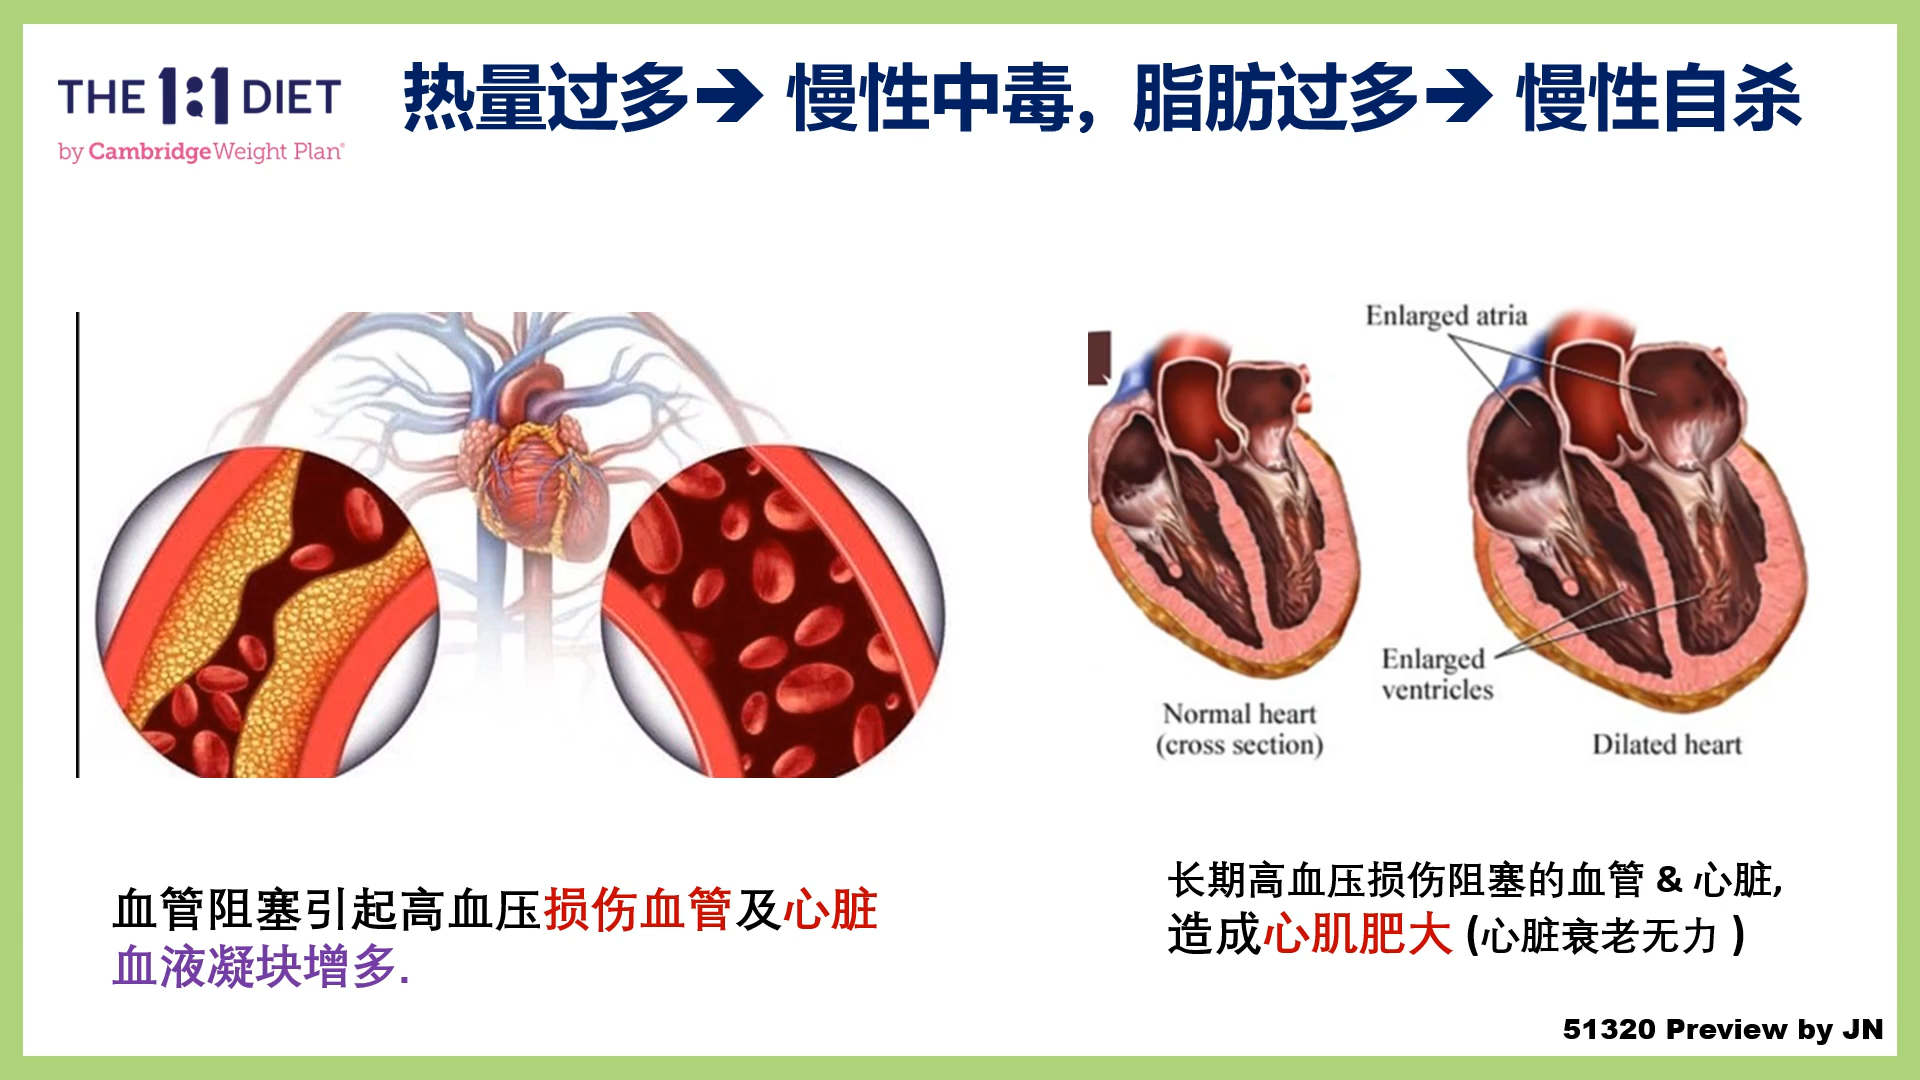 THE 1:1 DIET
by Cambridge Weight Plan®
热量过多➔ 慢性中毒, 脂肪过多➔ 慢性自杀
Enlarged atria
Enlarged
ventricles
Normal heart
(cross section)
Dilated heart
血管阻塞引起高血压损伤血管及心脏
血液凝块增多.
长期高血压损伤阻塞的血管 & 心脏,
造成心肌肥大 (心脏衰老无力 )
51320 Preview by JN